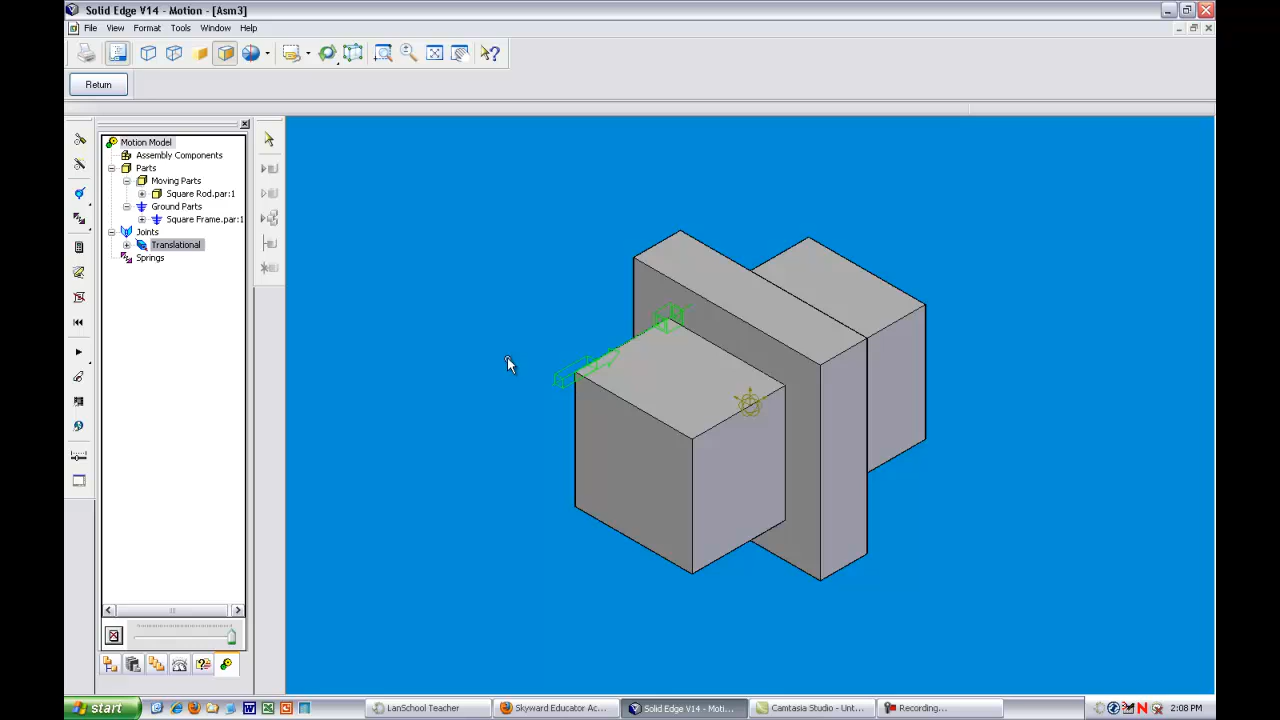 Solid Edge V14 - Motion - [Asm3]
File View Format Tools Window Help
Return
Motion Model
Assembly Components
Parts
Moving Parts
Square Rod.par:1
Ground Parts
Square Frame.par:1
Joints
Translational
Springs
start
LanSchool Teacher
Skyward Educator Ac...
Solid Edge V14 - Moti...
Camtasia Studio - Unt...
Recording...
2:08 PM